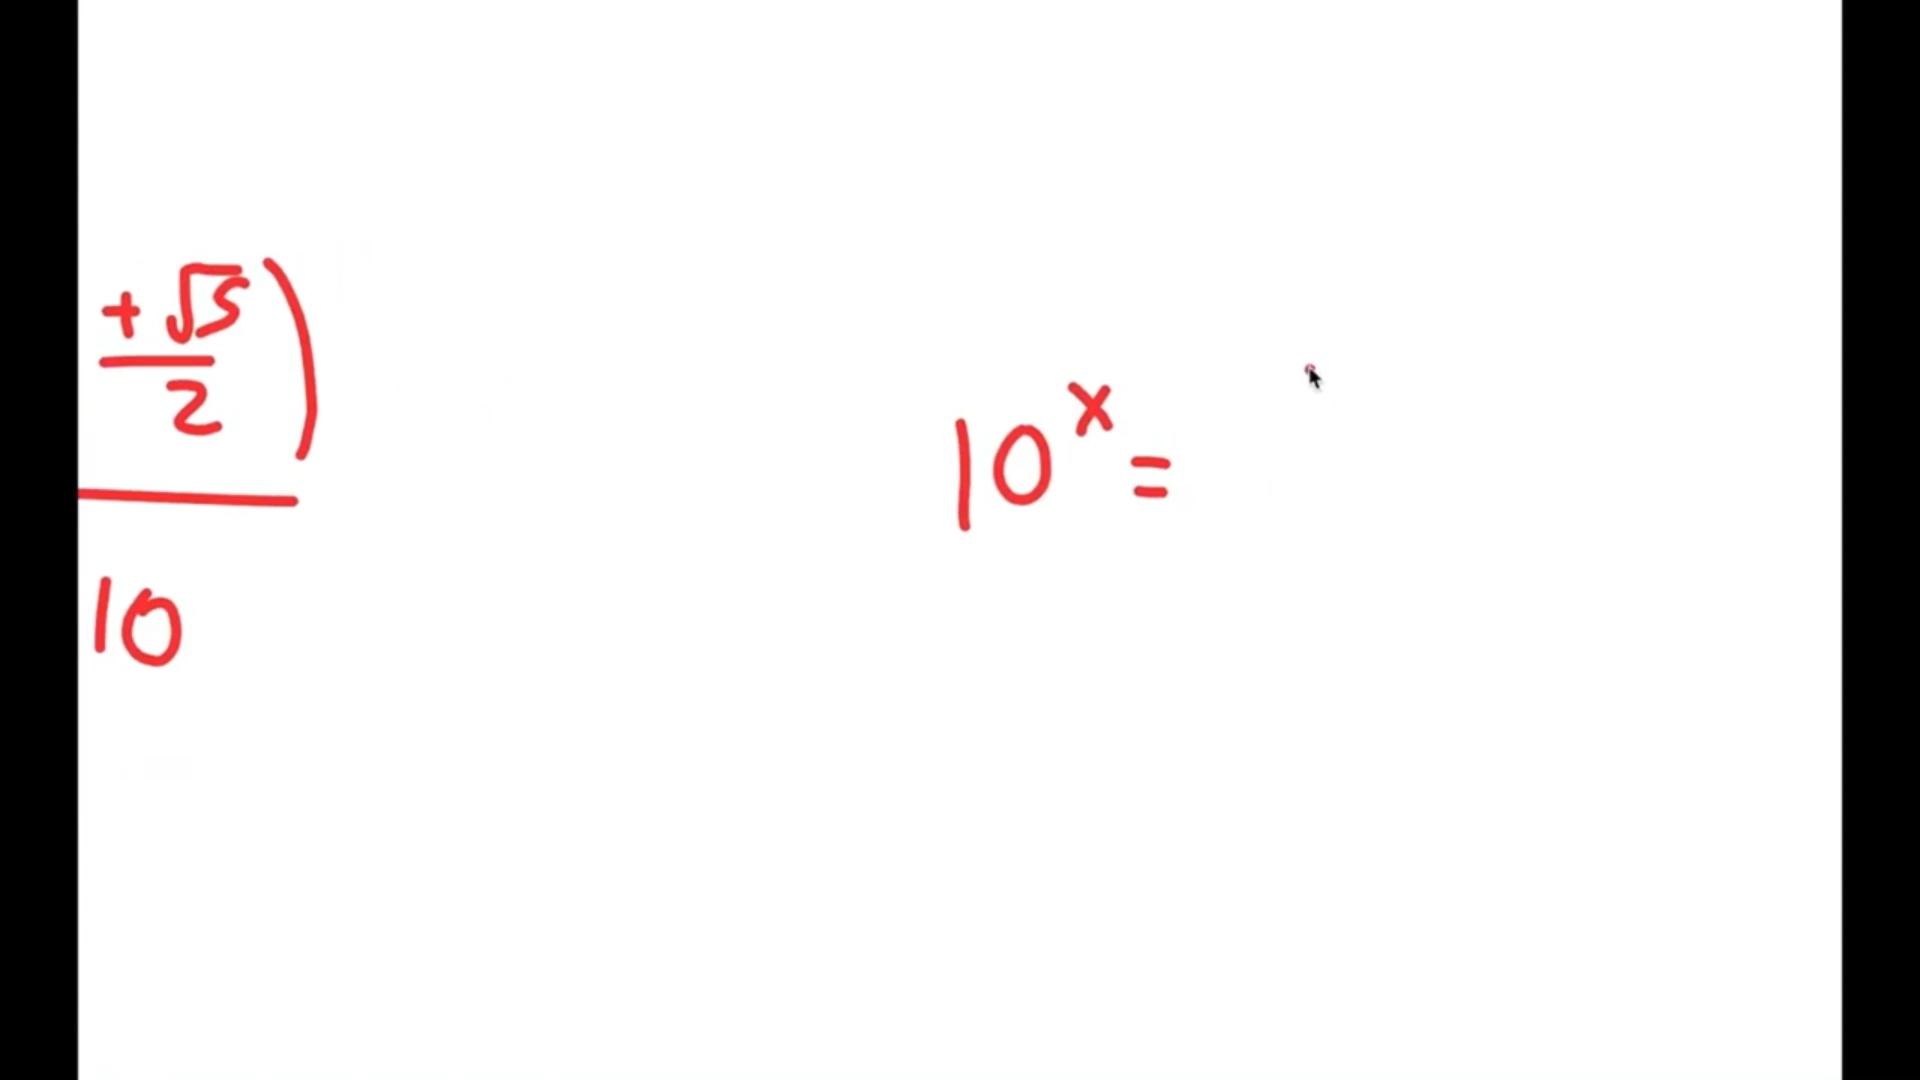 + √5 )
2
10
10^x =